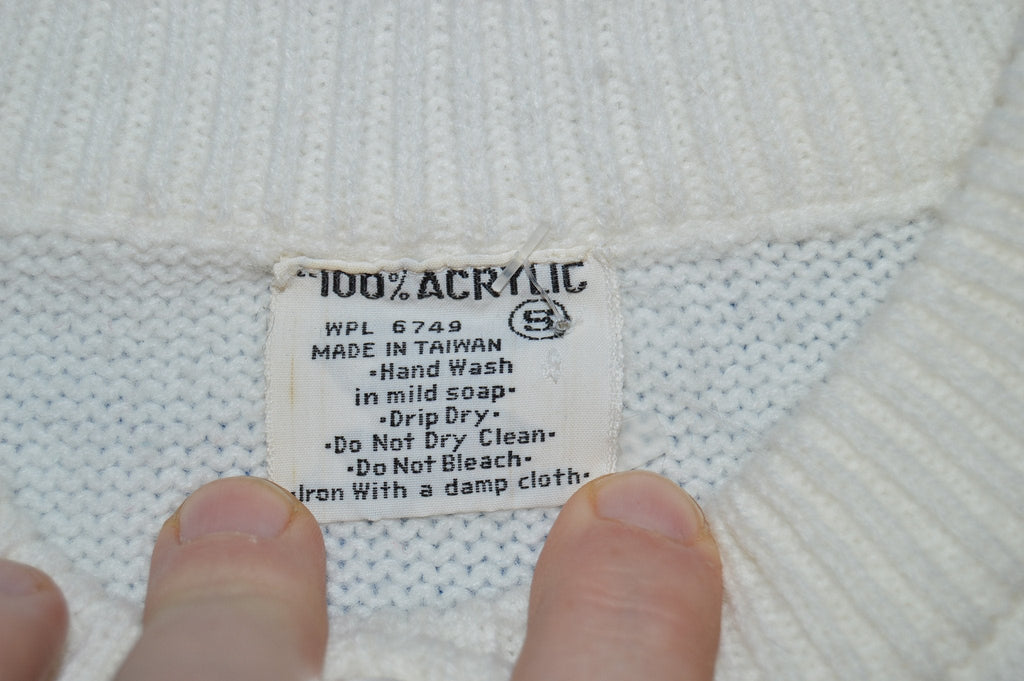 100% ACRYLIC
WPL 6749 S
MADE IN TAIWAN
•Hand Wash
in mild soap•
•Drip Dry•
•Do Not Dry Clean•
•Do Not Bleach•
•Iron With a damp cloth•